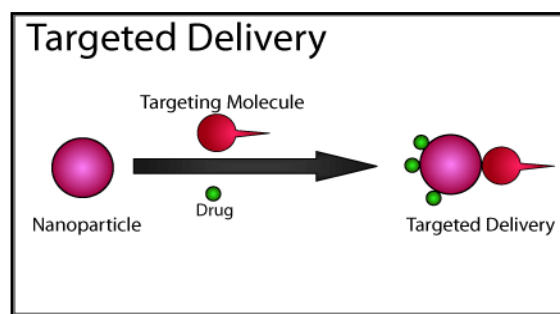 Targeted Delivery
Targeting Molecule
Drug
Nanoparticle
Targeted Delivery